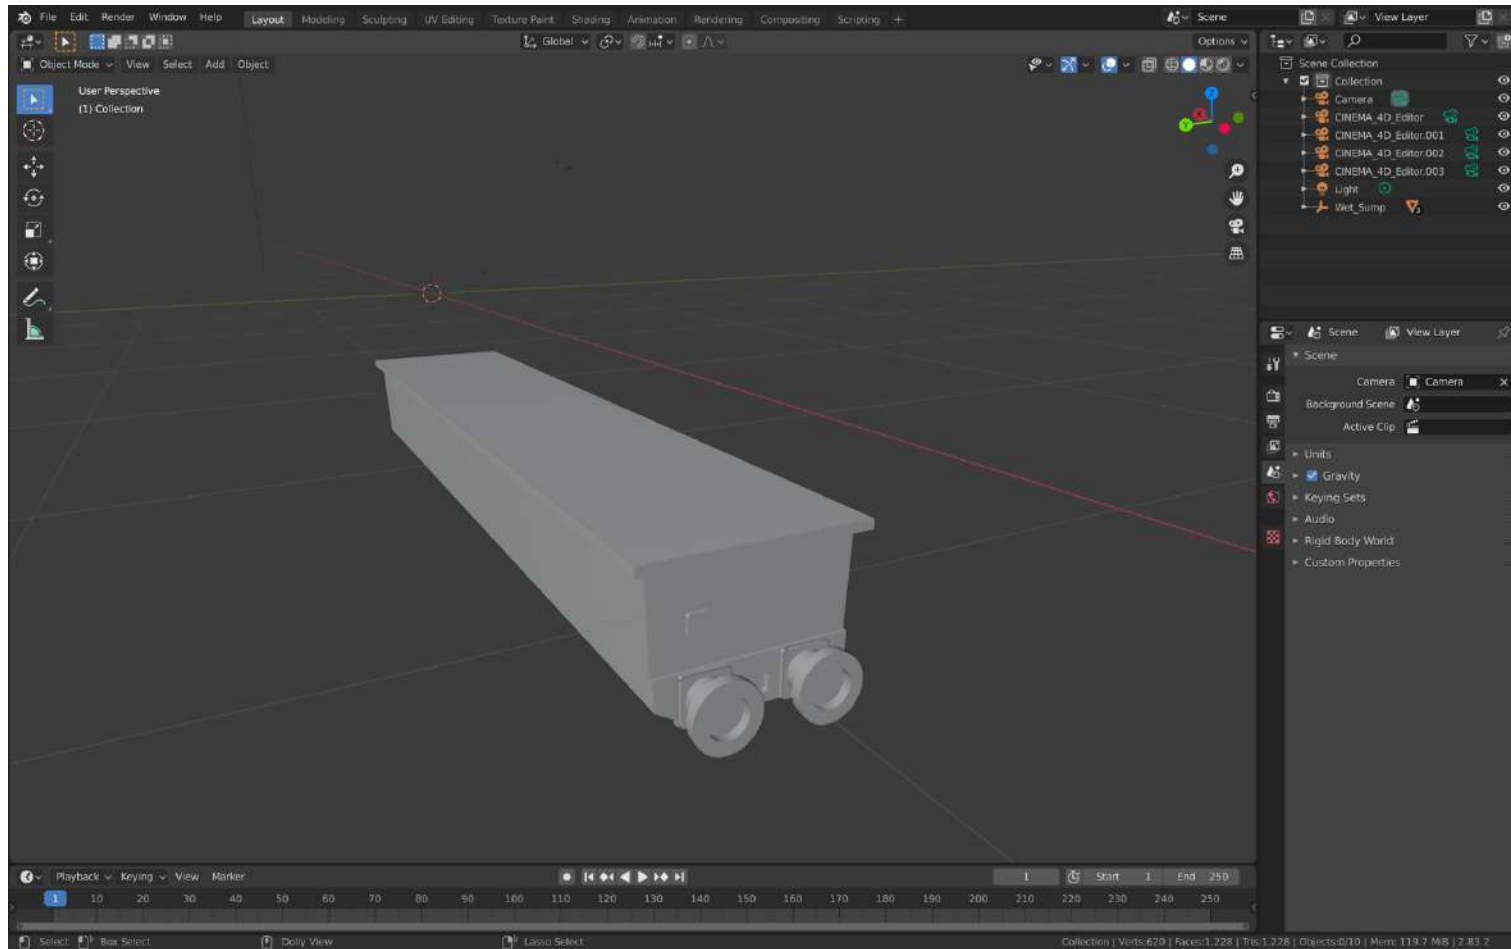 File Edit Render Window Help Layout Modeling Sculpting UV Editing Texture Paint Shading Animation Rendering Compositing Scripting + Scene View Layer
Global Options
Object Mode View Select Add Object
User Perspective
(1) Collection
Z
X
Y
Scene Collection
Collection
Camera
CINEMA_4D_Editor
CINEMA_4D_Editor.001
CINEMA_4D_Editor.002
CINEMA_4D_Editor.003
Light
Wet_Sump 3
Scene View Layer
Scene
Camera Camera
Background Scene
Active Clip
Units
Gravity
Keying Sets
Audio
Rigid Body World
Custom Properties
Playback Keying View Marker 1 Start 1 End 250
1 10 20 30 40 50 60 70 80 90 100 110 120 130 140 150 160 170 180 190 200 210 220 230 240 250
Select Box Select Dolly View Lasso Select Collection | Verts:620 | Faces:1,228 | Tris:1,228 | Objects:0/10 | Mem: 119.7 MiB | 2.83.2